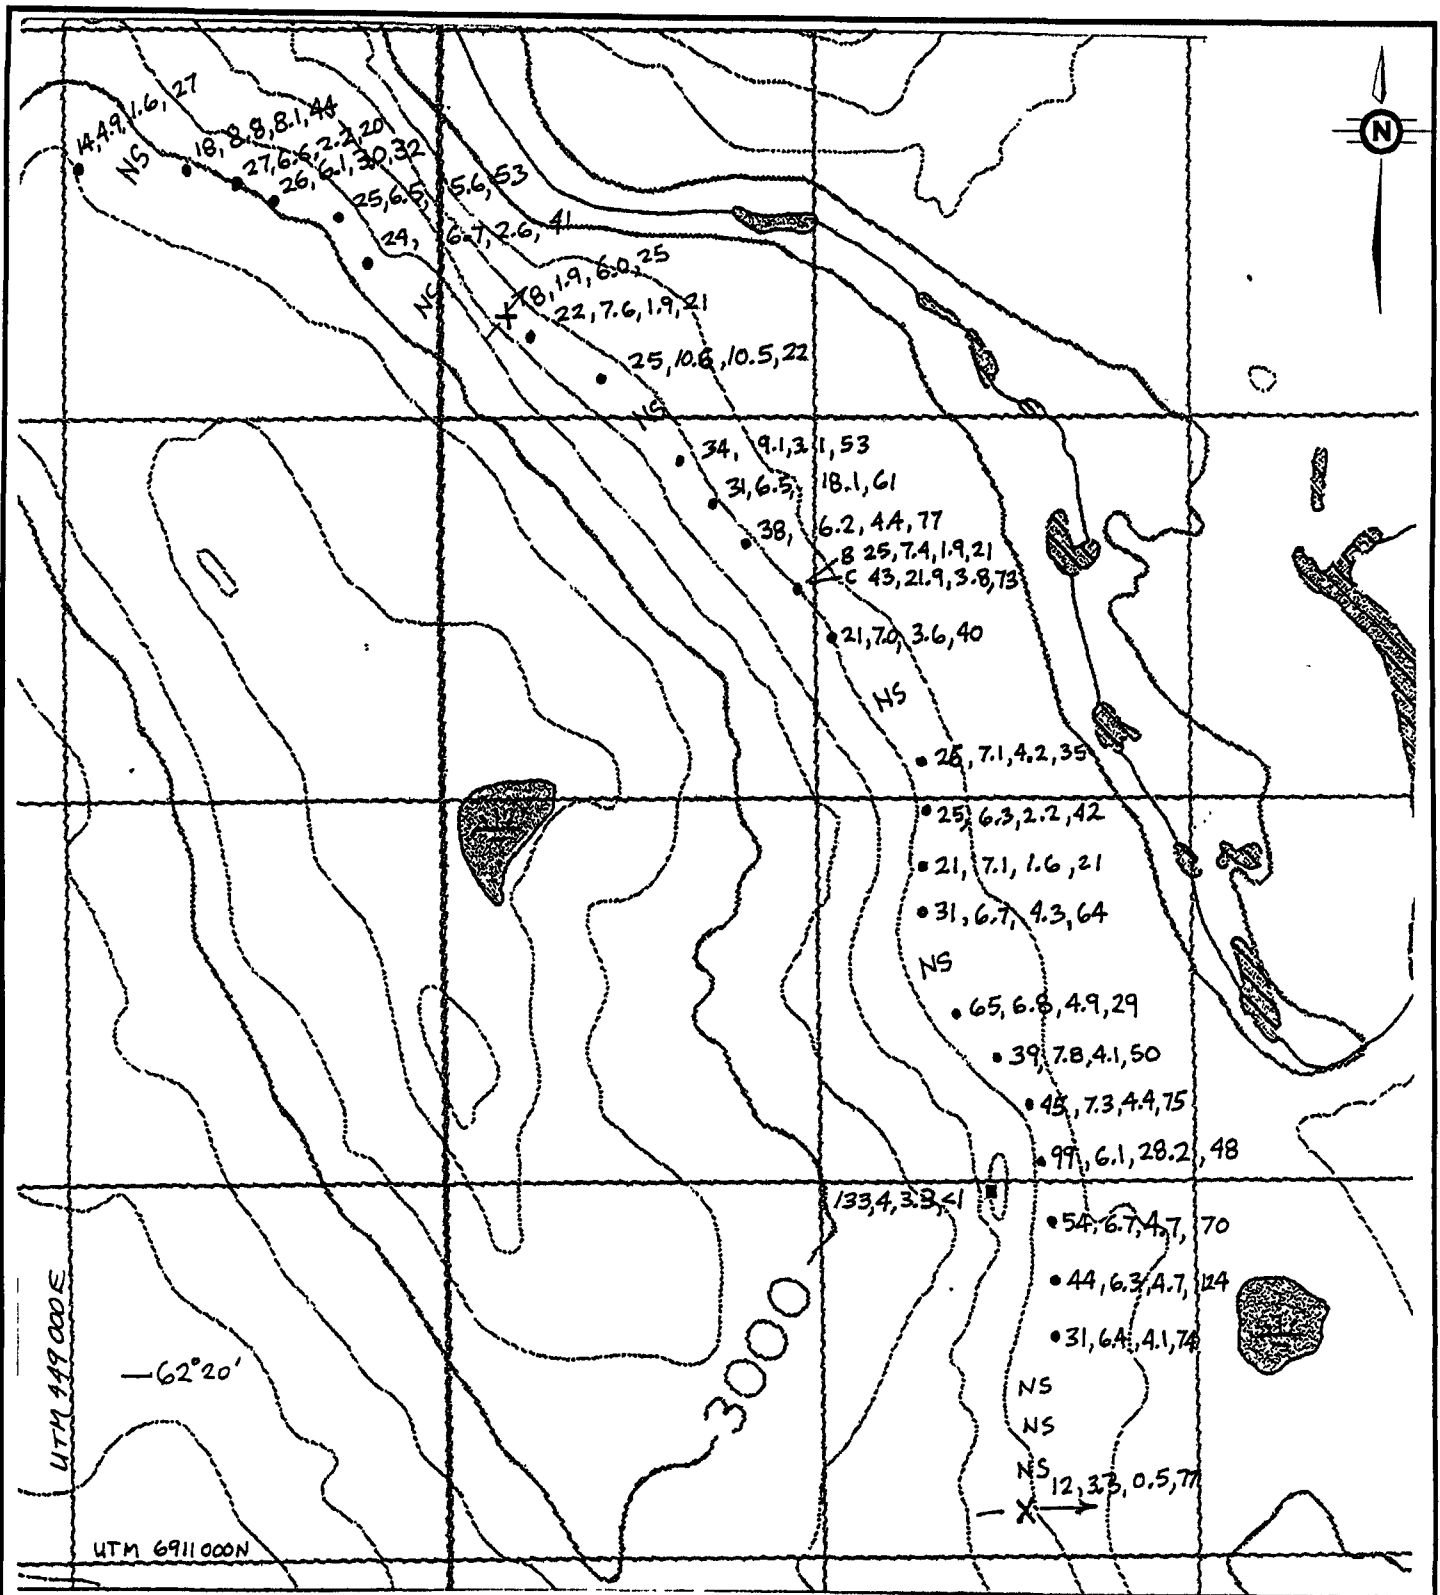 N
14, 4.9, 1.6, 27
NS
18, 8.8, 8.1, 44
27, 6.6, 2.2, 20
26, 6.1, 3.0, 32
25, 6.5, 5.6, 53
24, 6.7, 2.6, 41
NS
78, 1.9, 6.0, 25
22, 7.6, 1.9, 21
25, 10.6, 10.5, 22
NS
34, 9.1, 3.1, 53
31, 6.5, 18.1, 61
38, 6.2, 4.4, 77
B 25, 7.4, 1.9, 21
C 43, 21.9, 3.8, 73
21, 7.0, 3.6, 40
NS
26, 7.1, 4.2, 35
25, 6.3, 2.2, 42
21, 7.1, 1.6, 21
31, 6.7, 4.3, 64
NS
65, 6.8, 4.9, 29
39, 7.8, 4.1, 50
45, 7.3, 4.4, 75
99, 6.1, 28.2, 48
133, 4, 3.3, <1
54, 6.7, 4.7, 70
44, 6.3, 4.7, 124
31, 6.4, 4.1, 74
UTM 449 000E
62°20'
3000
NS
NS
NS
12, 3.3, 0.5, 77
UTM 6911000N